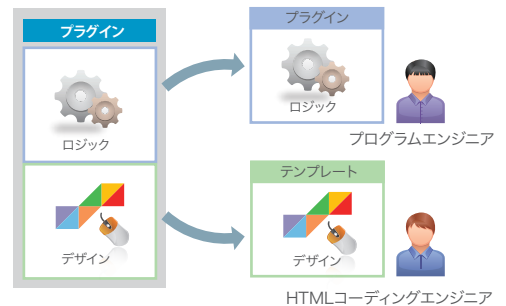 プラグイン
ロジック
デザイン
プラグイン
ロジック
プログラムエンジニア
テンプレート
デザイン
HTMLコーディングエンジニア